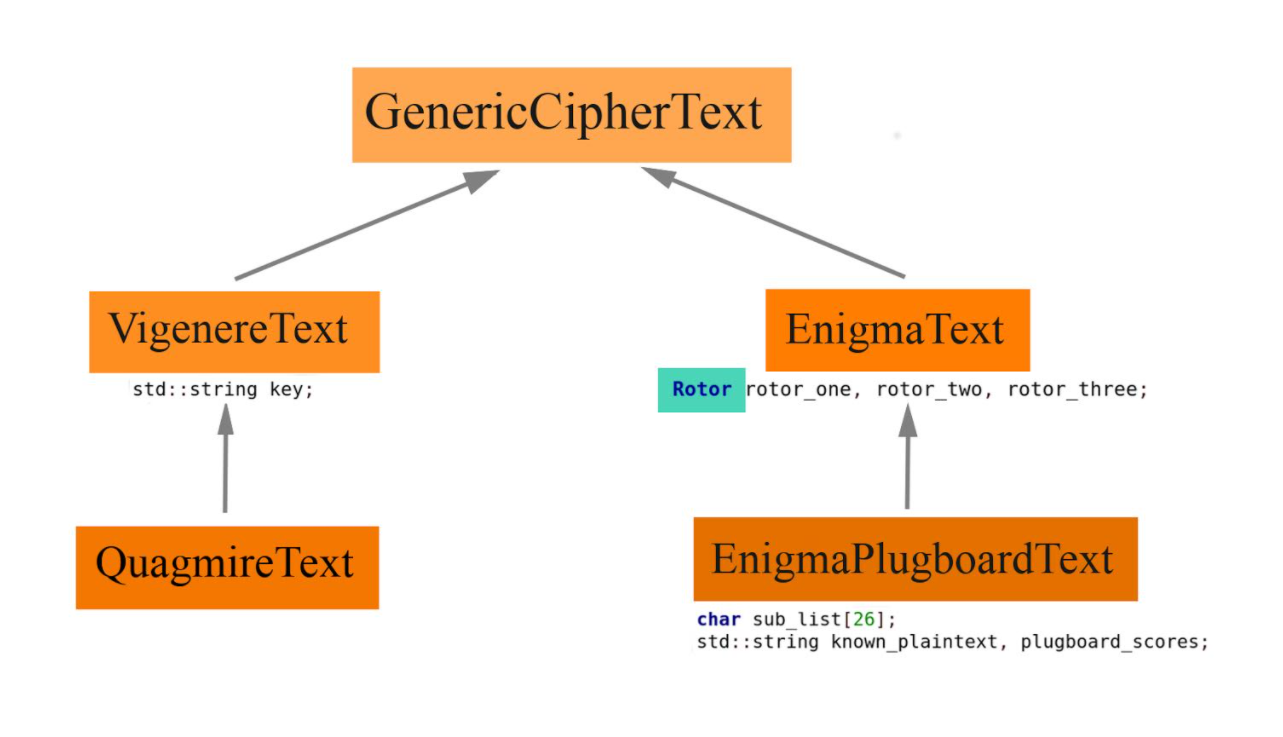 GenericCipherText
VigenereText
EnigmaText
std::string key;
Rotor rotor_one, rotor_two, rotor_three;
QuagmireText
EnigmaPlugboardText
char sub_list[26];
std::string known_plaintext, plugboard_scores;